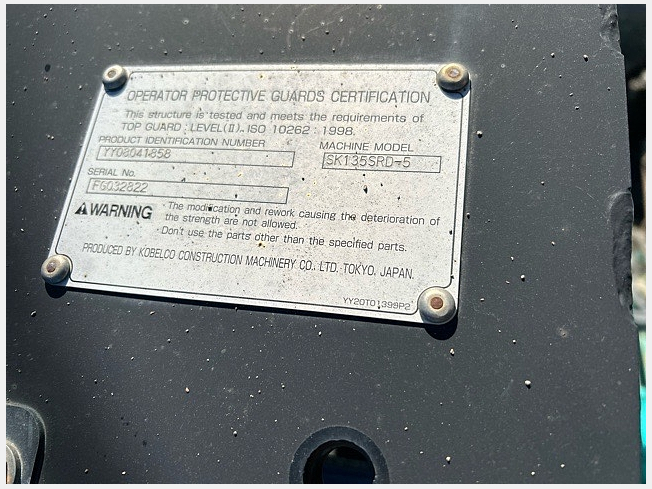 OPERATOR PROTECTIVE GUARDS CERTIFICATION
This structure is tested and meets the requirements of
TOP GUARD : LEVEL(II)-ISO 10262 : 1998.
PRODUCT IDENTIFICATION NUMBER
YY08041858
MACHINE MODEL
SK135SRD-5
SERIAL No.
FG032822
WARNING
· The modification and rework causing the deterioration of
the strength are not allowed.
· Don't use the parts other than the specified parts.
PRODUCED BY KOBELCO CONSTRUCTION MACHINERY CO., LTD. TOKYO. JAPAN.
YY20T01399P2